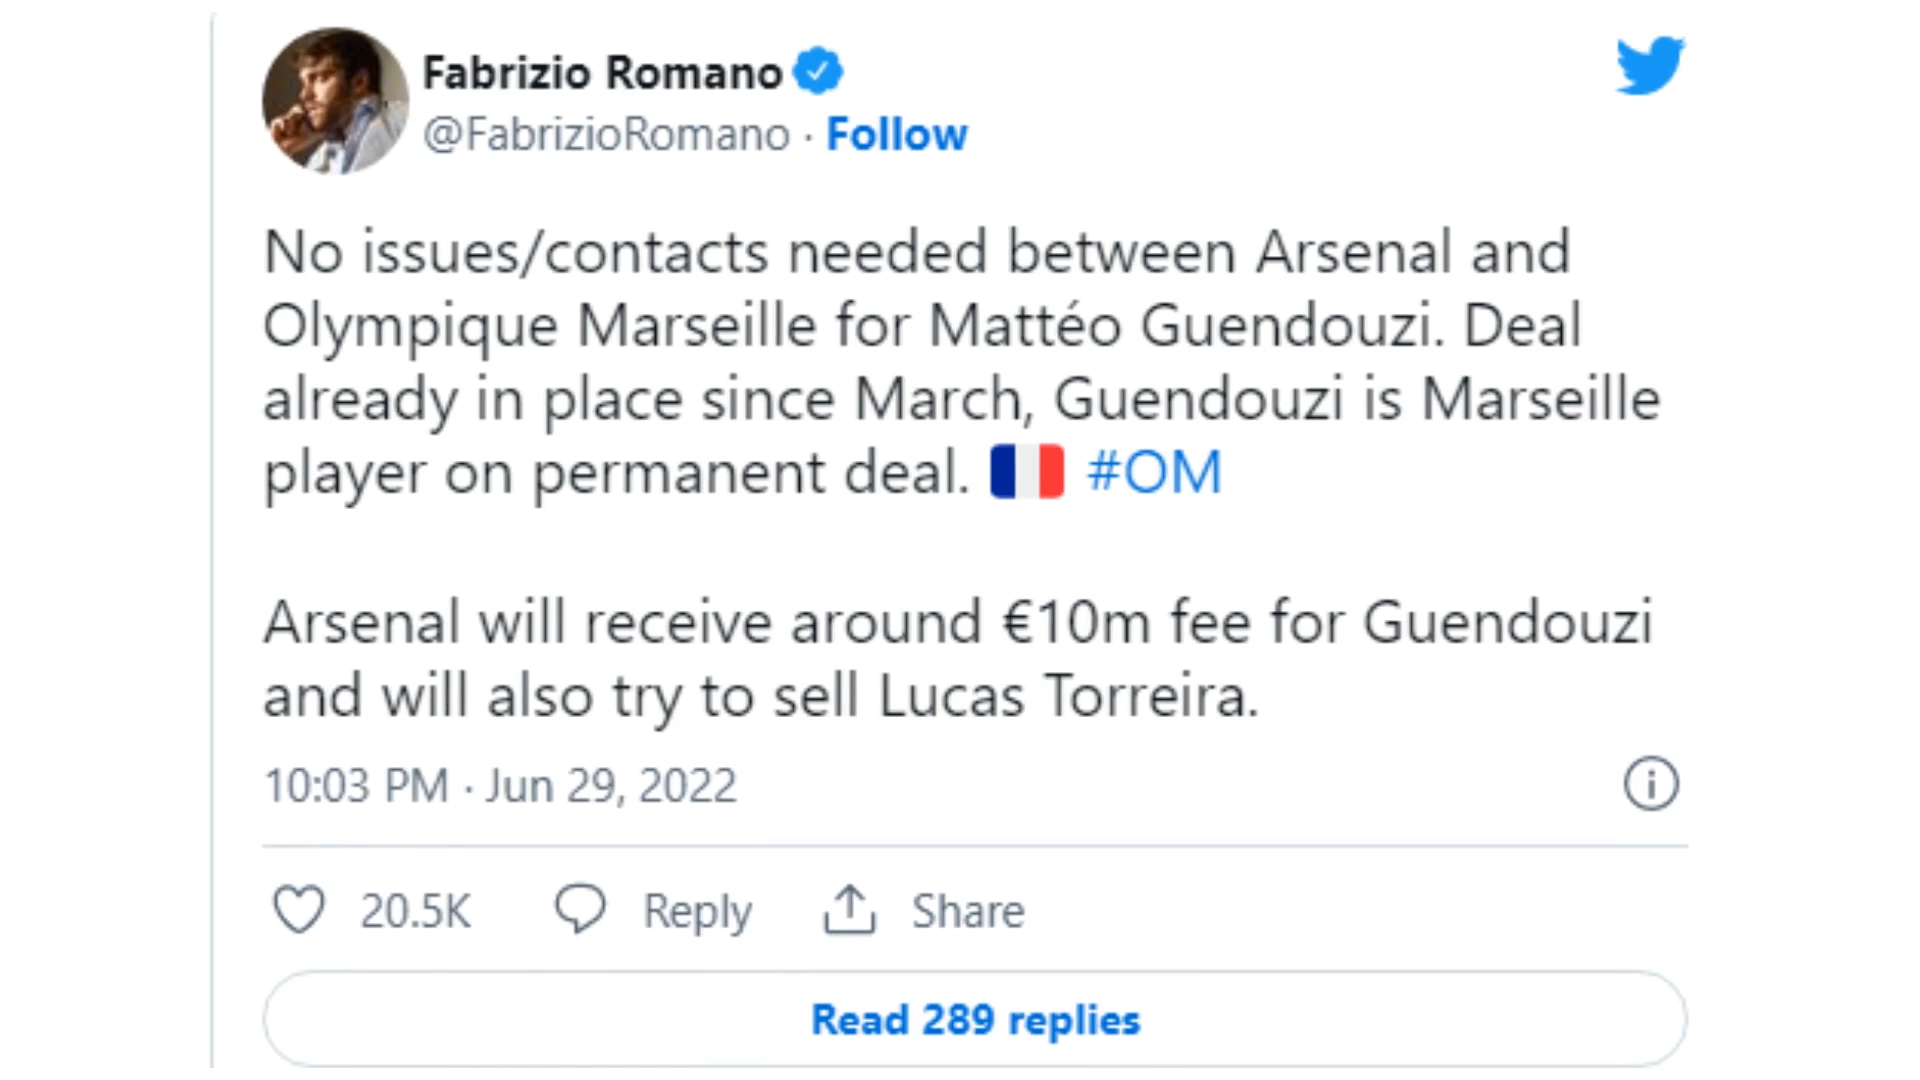 Fabrizio Romano
@FabrizioRomano · Follow
No issues/contacts needed between Arsenal and
Olympique Marseille for Mattéo Guendouzi. Deal
already in place since March, Guendouzi is Marseille
player on permanent deal. 🇫🇷 #OM
Arsenal will receive around €10m fee for Guendouzi
and will also try to sell Lucas Torreira.
10:03 PM · Jun 29, 2022
20.5K Reply Share
Read 289 replies